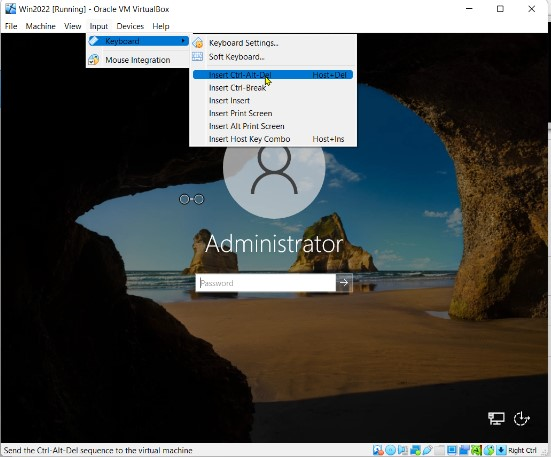 Win2022 [Running] - Oracle VM VirtualBox
File Machine View Input Devices Help
Keyboard
Mouse Integration
Keyboard Settings...
Soft Keyboard...
Insert Ctrl-Alt-Del Host+Del
Insert Ctrl-Break
Insert Insert
Insert Print Screen
Insert Alt Print Screen
Insert Host Key Combo Host+Ins
Administrator
Password
Send the Ctrl-Alt-Del sequence to the virtual machine
Right Ctrl